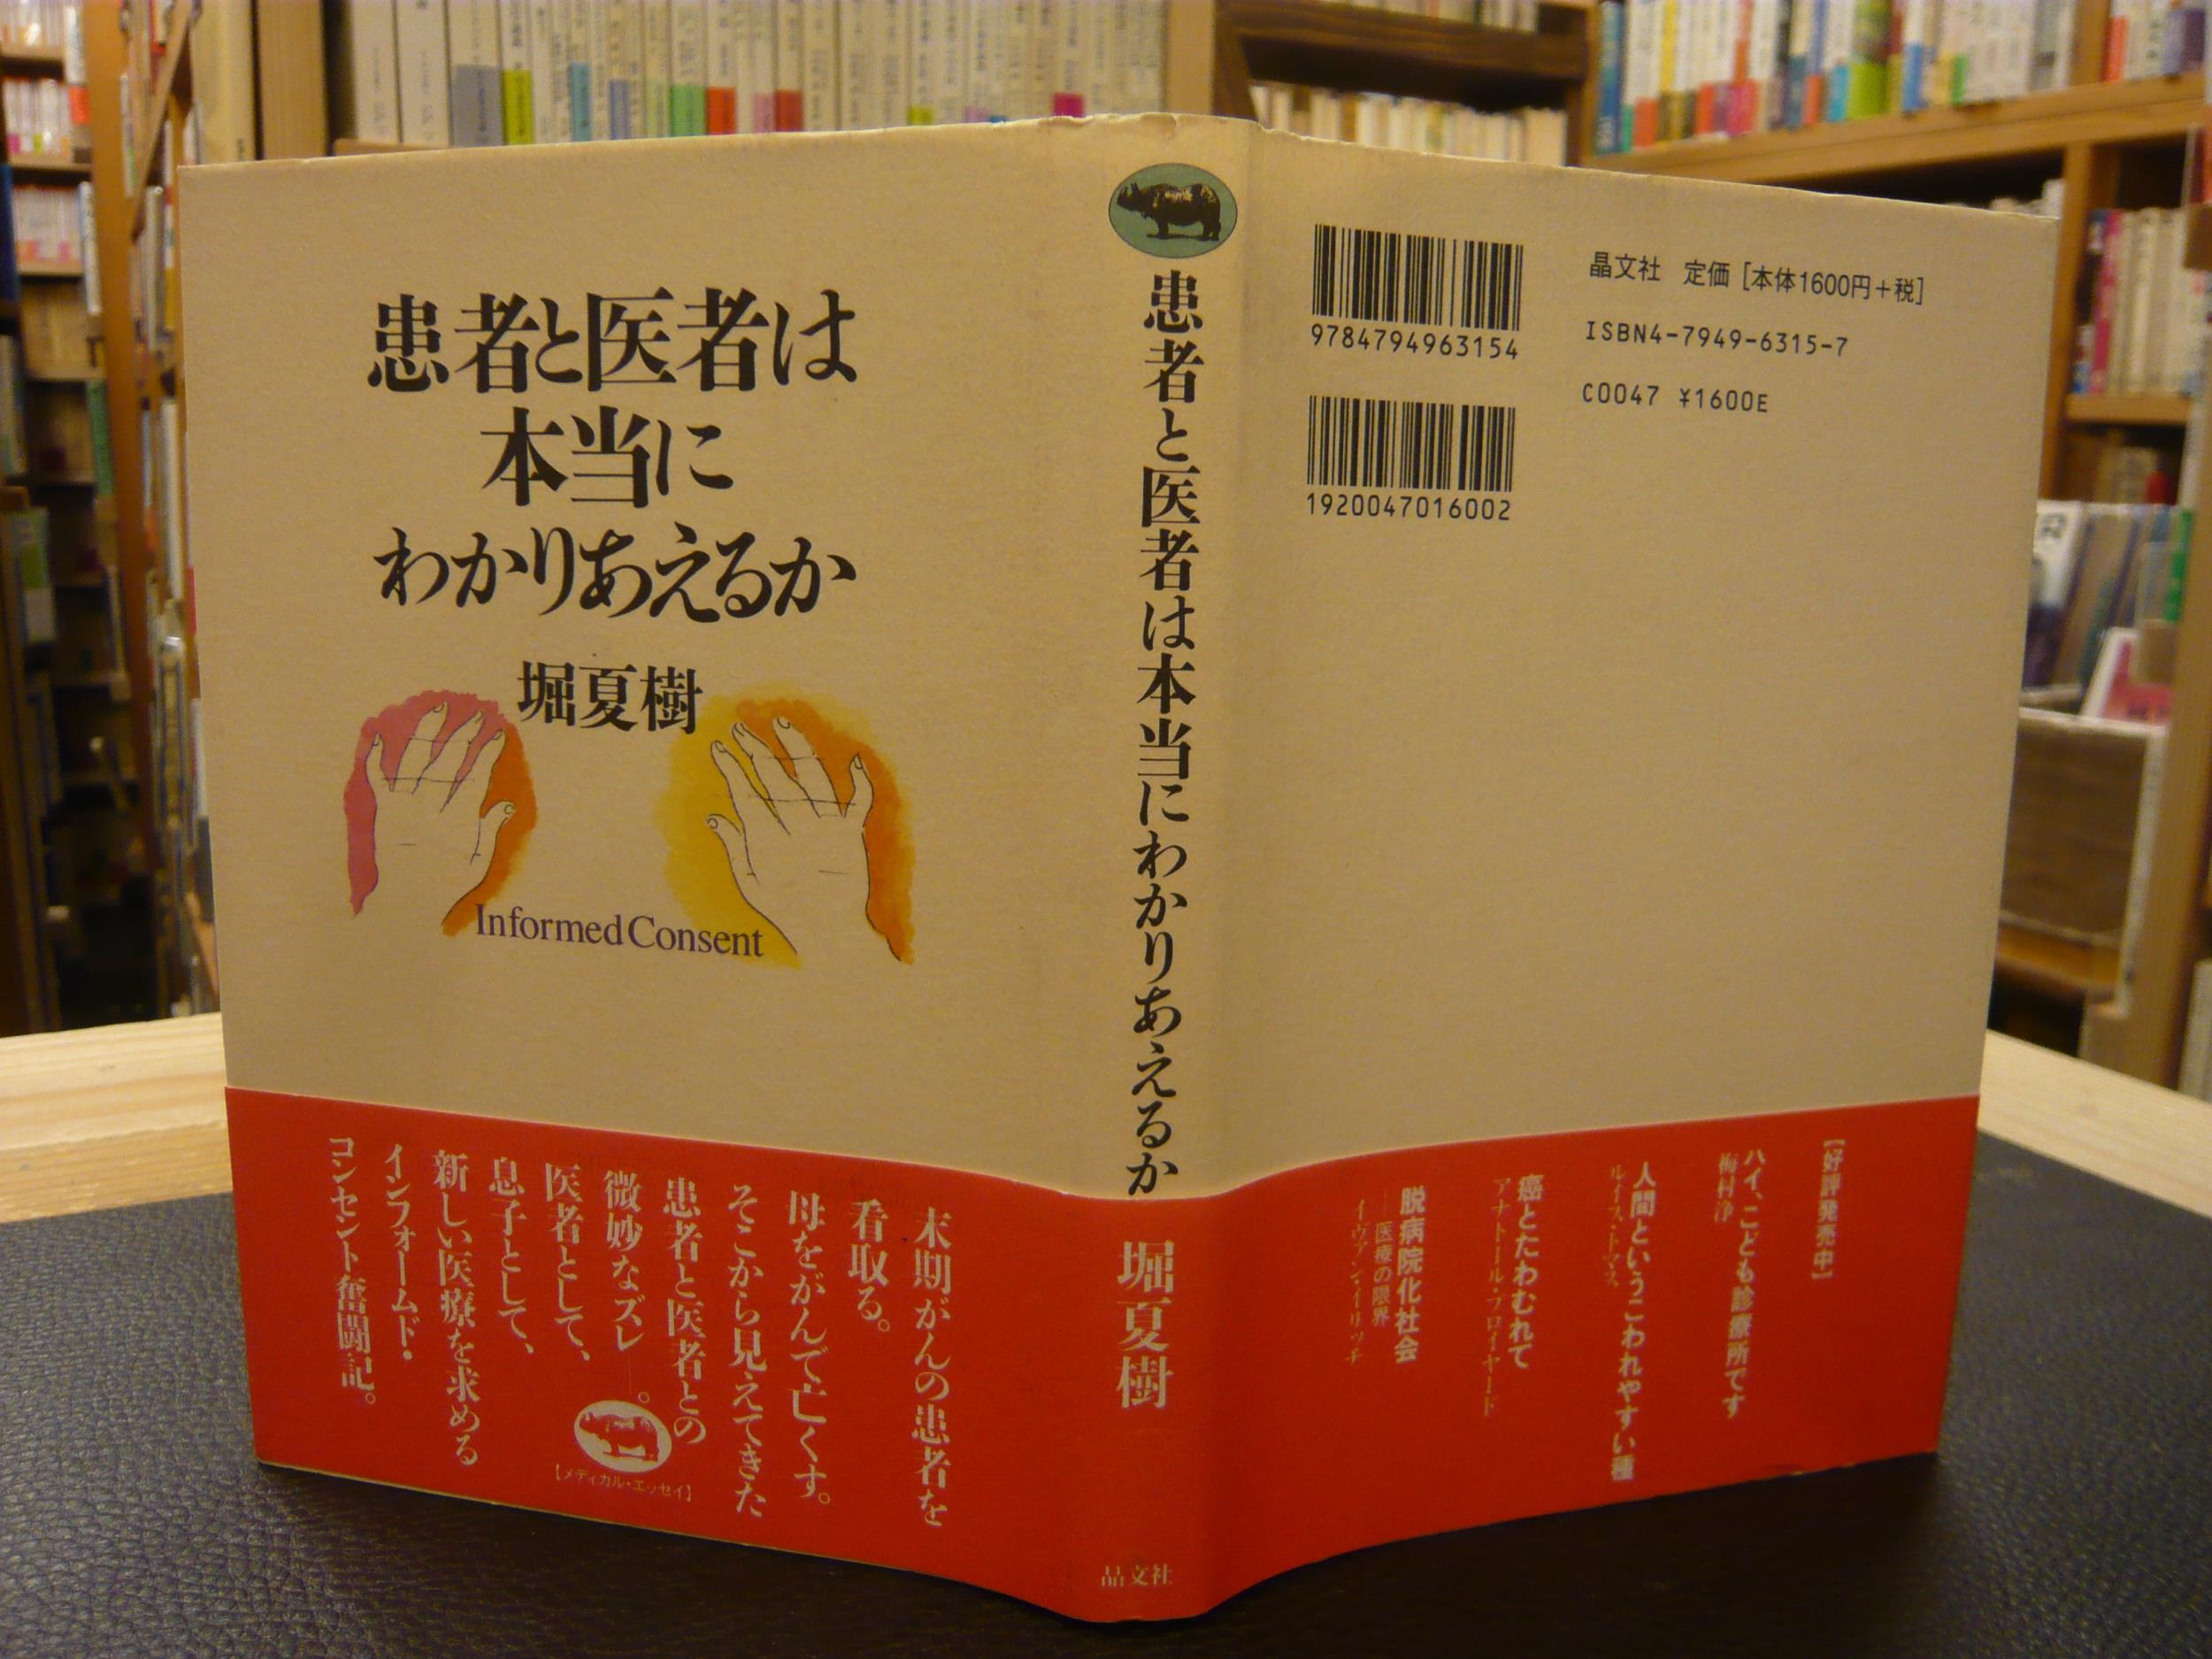 患者と医者は
本当に
わかりあえるか
堀夏樹
Informed Consent
末期がんの患者を
看取る。
母をがんで亡くす。
そこから見えてきた
患者と医者との
微妙なズレ——。
医者として、
息子として、
新しい医療を求める
インフォームド・
コンセント奮闘記。
【メディカル・エッセイ】
患者と医者は本当にわかりあえるか
堀夏樹
晶文社
9784794963154
1920047016002
晶文社 定価 [本体1600円+税]
ISBN4-7949-6315-7
C0047 ¥1600E
【好評発売中】
ハイ、こども診療所です
梅村浄
人間というこわれやすい種
ルイス・トマス
癌とたわむれて
アナトール・ブロイヤード
脱病院化社会
——医療の限界
イヴァン・イリッチ